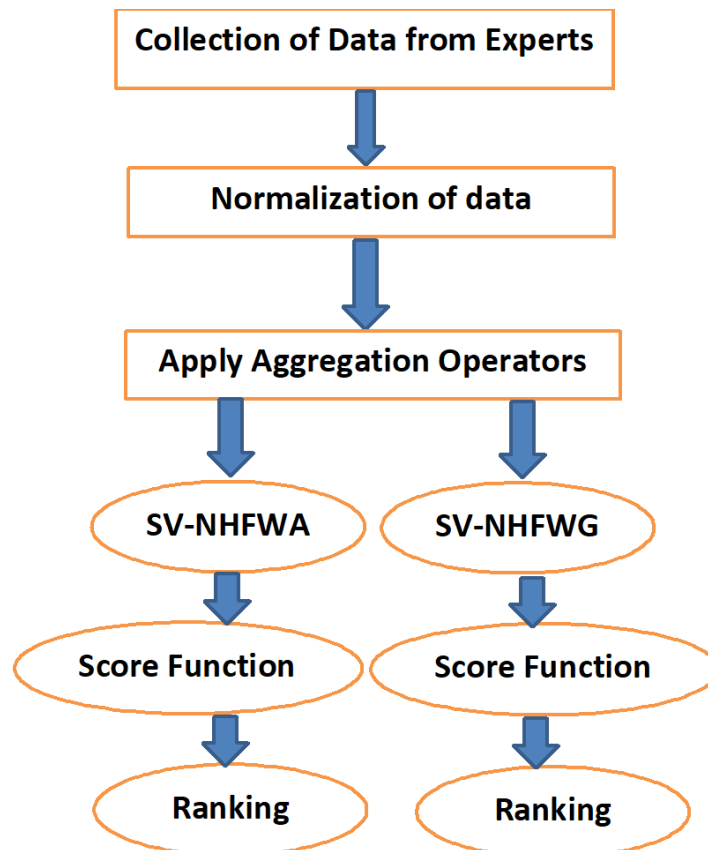 Collection of Data from Experts
Normalization of data
Apply Aggregation Operators
SV-NHFWA
SV-NHFWG
Score Function
Score Function
Ranking
Ranking